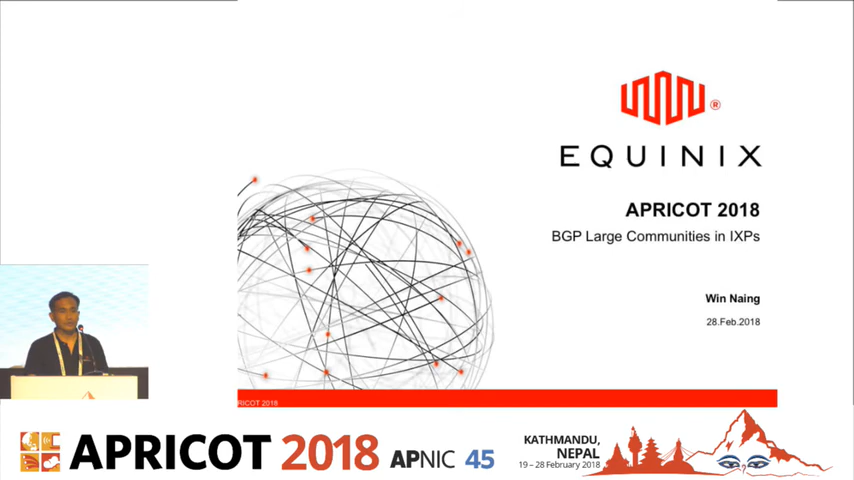 ®
EQUINIX
APRICOT 2018
BGP Large Communities in IXPs
Win Naing
28.Feb.2018
RICOT 2018
APRICOT 2018
APNIC 45
KATHMANDU,
NEPAL
19 – 28 February 2018